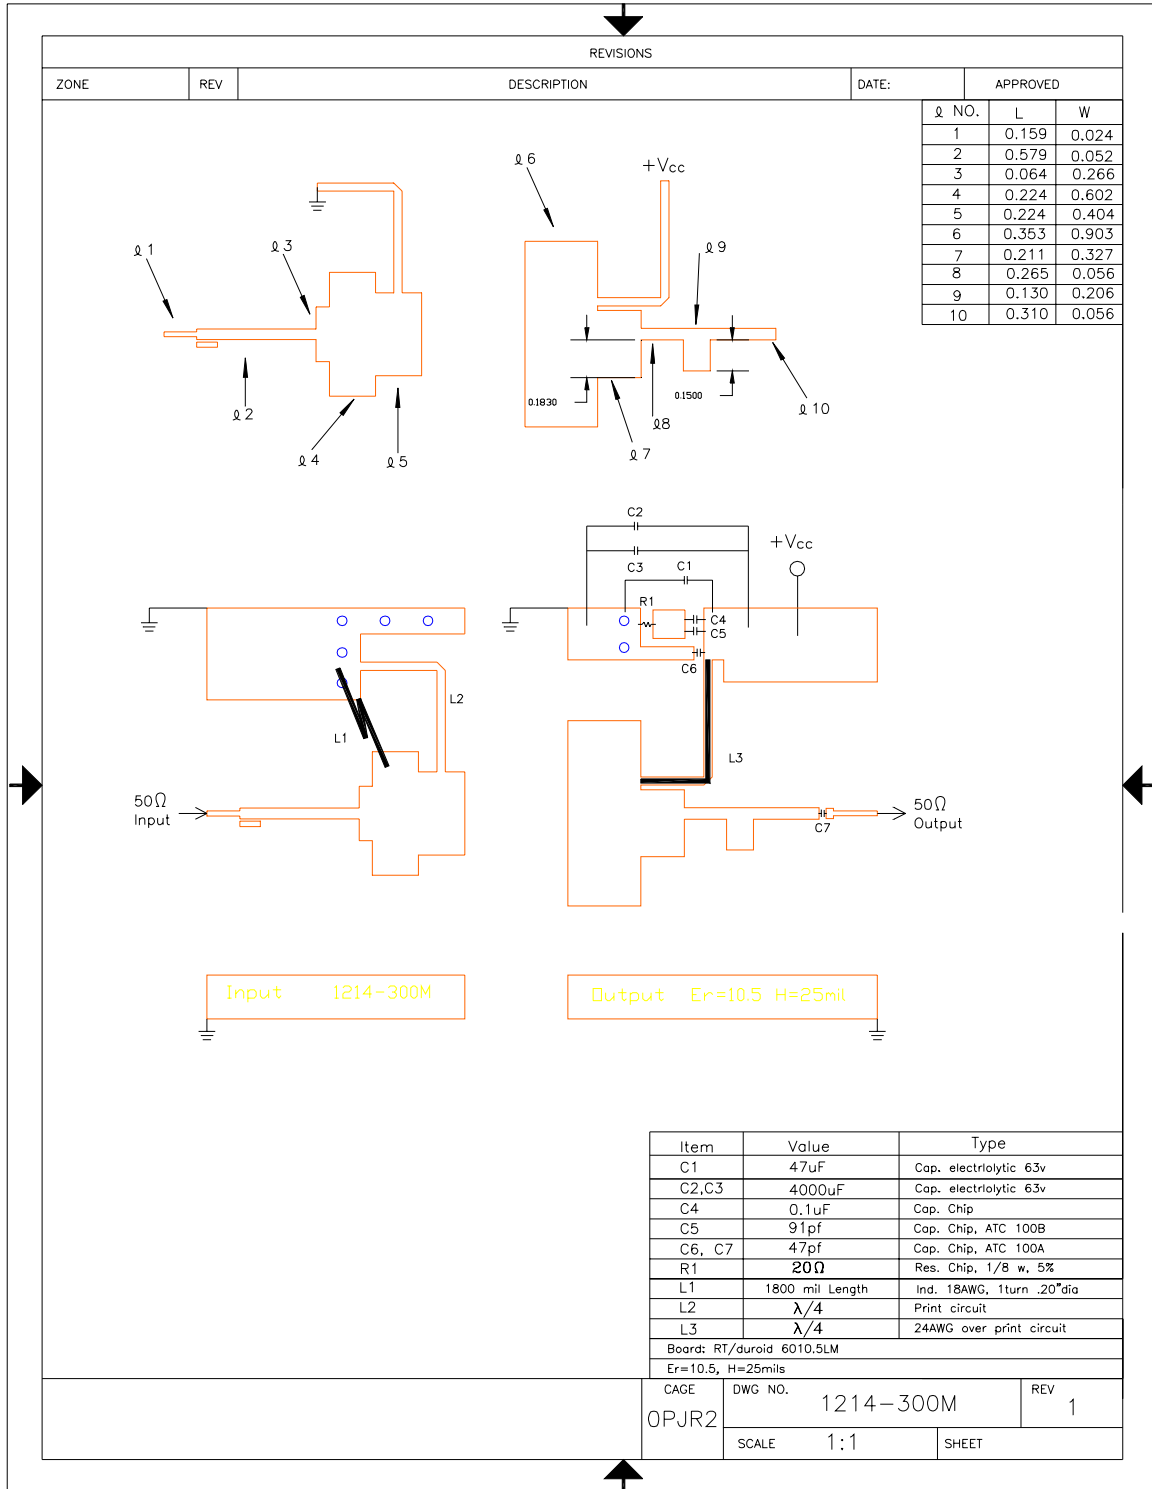 REVISIONS
ZONE REV DESCRIPTION DATE: APPROVED
ℓ NO. L W
1 0.159 0.024
2 0.579 0.052
3 0.064 0.266
4 0.224 0.602
5 0.224 0.404
6 0.353 0.903
7 0.211 0.327
8 0.265 0.056
9 0.130 0.206
10 0.310 0.056
ℓ 6
+Vcc
ℓ 1
ℓ 3
ℓ 9
ℓ 2
ℓ 4
ℓ 5
0.1830
0.1500
ℓ8
ℓ 10
ℓ 7
C2
C3
C1
+Vcc
R1
C4
C5
C6
L2
L1
L3
50Ω
Input
C7
50Ω
Output
Input 1214-300M
Output Er=10.5 H=25mil
Item Value Type
C1 47uF Cap. electrlolytic 63v
C2,C3 4000uF Cap. electrlolytic 63v
C4 0.1uF Cap. Chip
C5 91pf Cap. Chip, ATC 100B
C6, C7 47pf Cap. Chip, ATC 100A
R1 20Ω Res. Chip, 1/8 w, 5%
L1 1800 mil Length Ind. 18AWG, 1turn .20"dia
L2 λ/4 Print circuit
L3 λ/4 24AWG over print circuit
Board: RT/duroid 6010.5LM
Er=10.5, H=25mils
CAGE
OPJR2
DWG NO. 1214-300M
REV 1
SCALE 1:1
SHEET